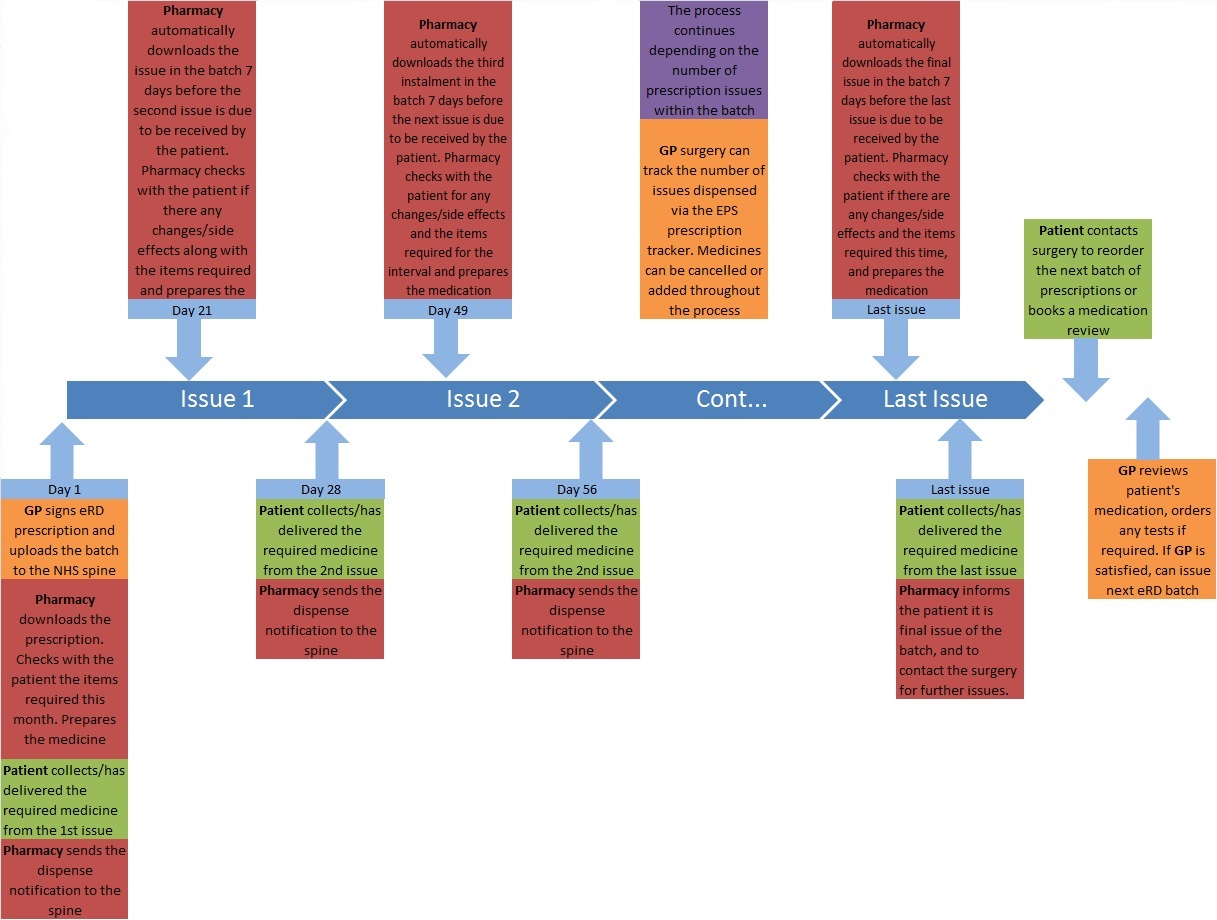 Pharmacy
automatically
downloads the
issue in the batch 7
days before the
second issue is due
to be received by
the patient.
Pharmacy checks
with the patient if
there any
changes/side
effects along with
the items required
and prepares the
Day 21
Pharmacy
automatically
downloads the third
instalment in the
batch 7 days before
the next issue is due
to be received by the
patient. Pharmacy
checks with the
patient for any
changes/side effects
and the items
required for the
interval and prepares
the medication
Day 49
The process
continues
depending on the
number of
prescription issues
within the batch
GP surgery can
track the number of
issues dispensed
via the EPS
prescription
tracker. Medicines
can be cancelled or
added throughout
the process
Pharmacy
automatically
downloads the final
issue in the batch 7
days before the last
issue is due to be
received by the
patient. Pharmacy
checks with the
patient if there are
any changes/side
effects and the items
required this time,
and prepares the
medication
Last issue
Patient contacts
surgery to reorder
the next batch of
prescriptions or
books a medication
review
Issue 1
Issue 2
Cont...
Last Issue
Day 1
GP signs eRD
prescription and
uploads the batch
to the NHS spine
Pharmacy
downloads the
prescription.
Checks with the
patient the items
required this
month. Prepares
the medicine
Patient collects/has
delivered the
required medicine
from the 1st issue
Pharmacy sends the
dispense
notification to the
spine
Day 28
Patient collects/has
delivered the
required medicine
from the 2nd issue
Pharmacy sends the
dispense
notification to the
spine
Day 56
Patient collects/has
delivered the
required medicine
from the 2nd issue
Pharmacy sends the
dispense
notification to the
spine
Last issue
Patient collects/has
delivered the
required medicine
from the last issue
Pharmacy informs
the patient it is
final issue of the
batch, and to
contact the surgery
for further issues.
GP reviews
patient's
medication, orders
any tests if
required. If GP is
satisfied, can issue
next eRD batch